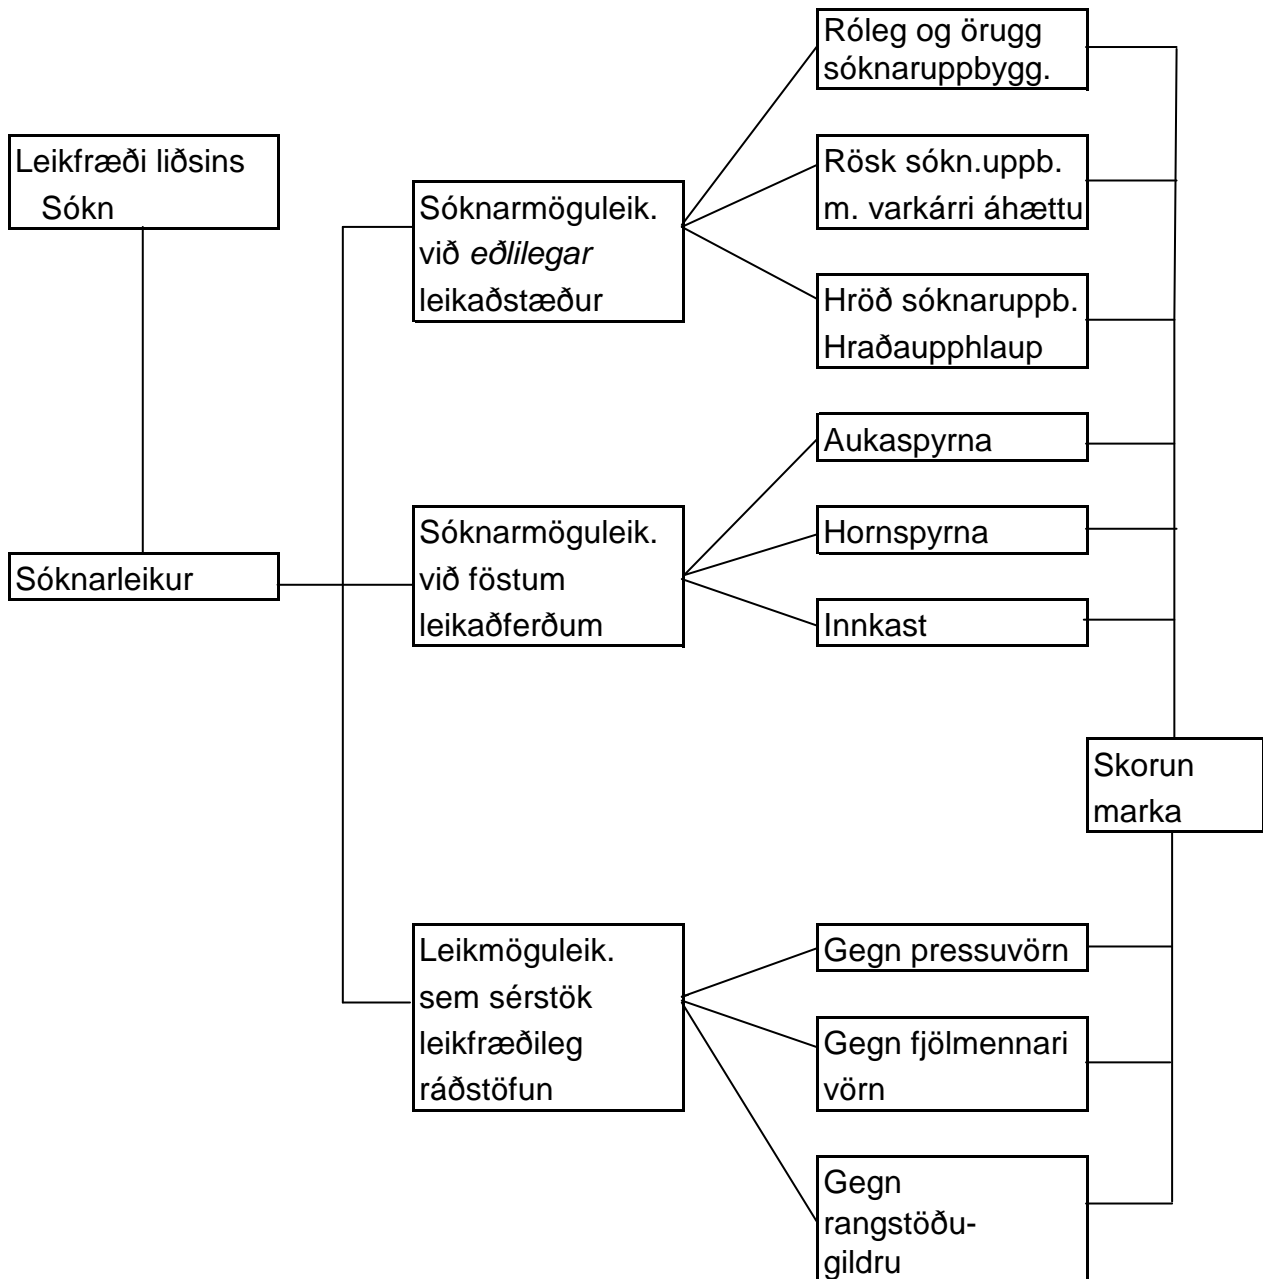 Leikfræði liðsins
Sókn
Sóknarleikur
Sóknarmöguleik.
við eðlilegar
leikaðstæður
Sóknarmöguleik.
við föstum
leikaðferðum
Leikmöguleik.
sem sérstök
leikfræðileg
ráðstöfun
Róleg og örugg
sóknaruppbygg.
Rösk sókn.uppb.
m. varkárri áhættu
Hröð sóknaruppb.
Hraðaupphlaup
Aukaspyrna
Hornspyrna
Innkast
Gegn pressuvörn
Gegn fjölmennari
vörn
Gegn
rangstöðu-
gildru
Skorun
marka